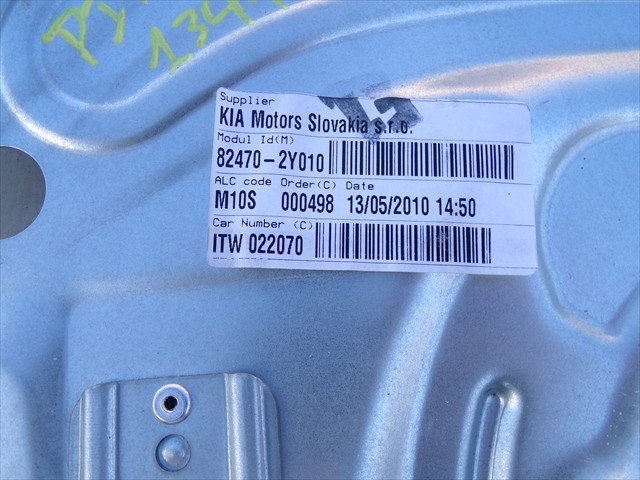 Supplier
KIA Motors Slovakia s.r.o.
Modul Id(M)
82470-2Y010
ALC code Order(C) Date
M10S 000498 13/05/2010 14:50
Car Number (C)
ITW 022070